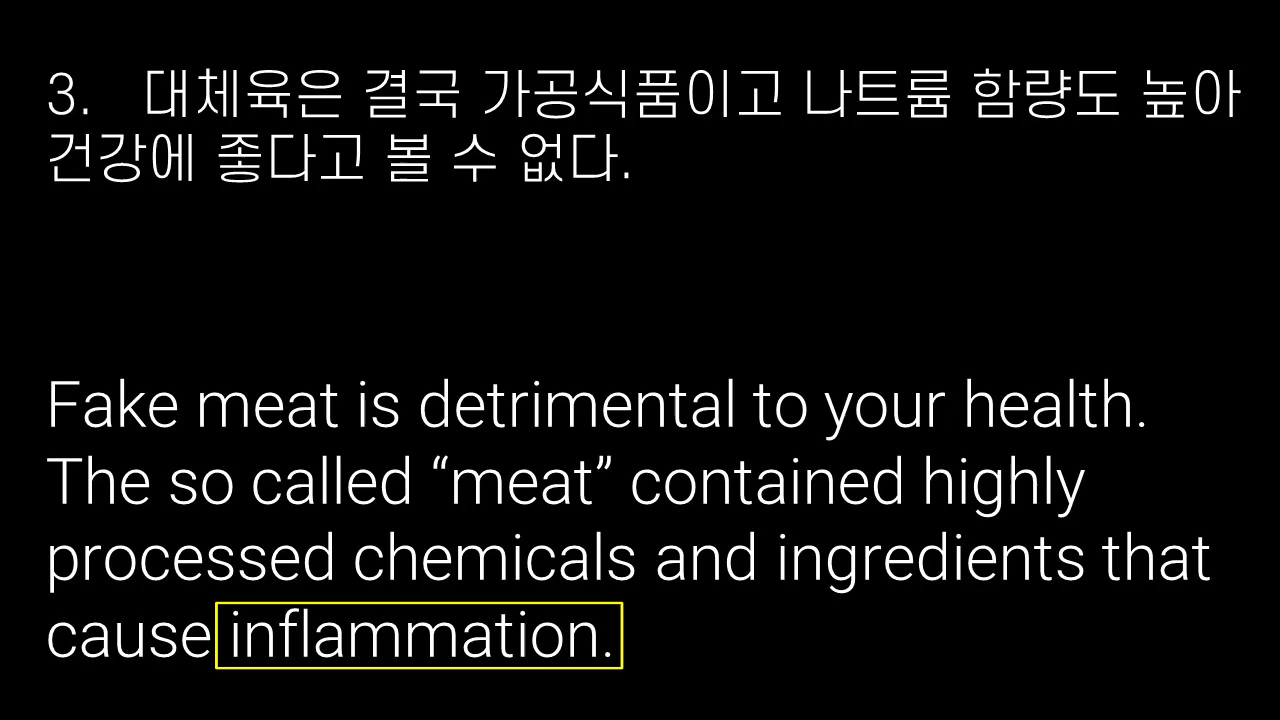 3. 대체육은 결국 가공식품이고 나트륨 함량도 높아
건강에 좋다고 볼 수 없다.
Fake meat is detrimental to your health.
The so called “meat” contained highly
processed chemicals and ingredients that
cause inflammation.